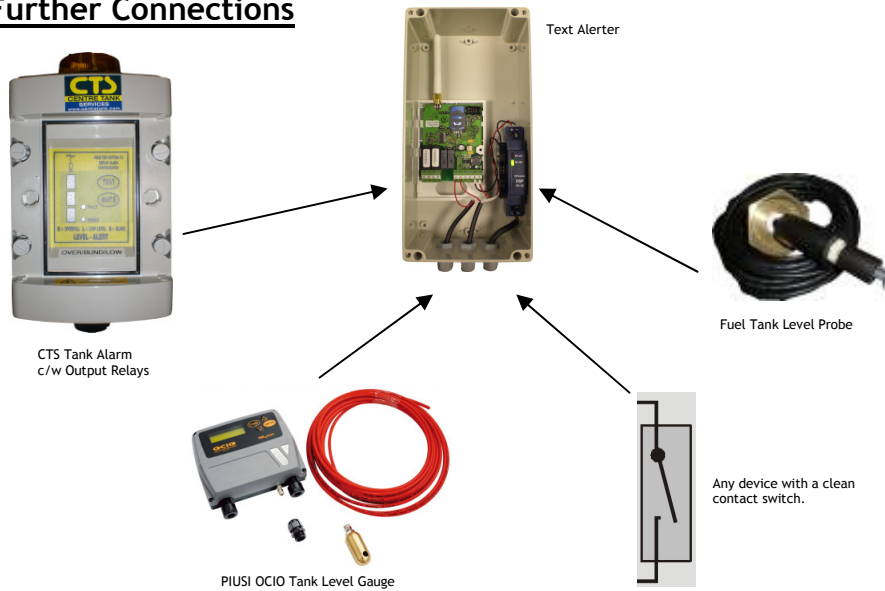 Further Connections
Text Alerter
CTS
CENTRE TANK
SERVICES
TEST
MUTE
LEVEL - ALERT
OVER/BUND/LOW
Fuel Tank Level Probe
CTS Tank Alarm
c/w Output Relays
OCIO
Any device with a clean
contact switch.
PIUSI OCIO Tank Level Gauge